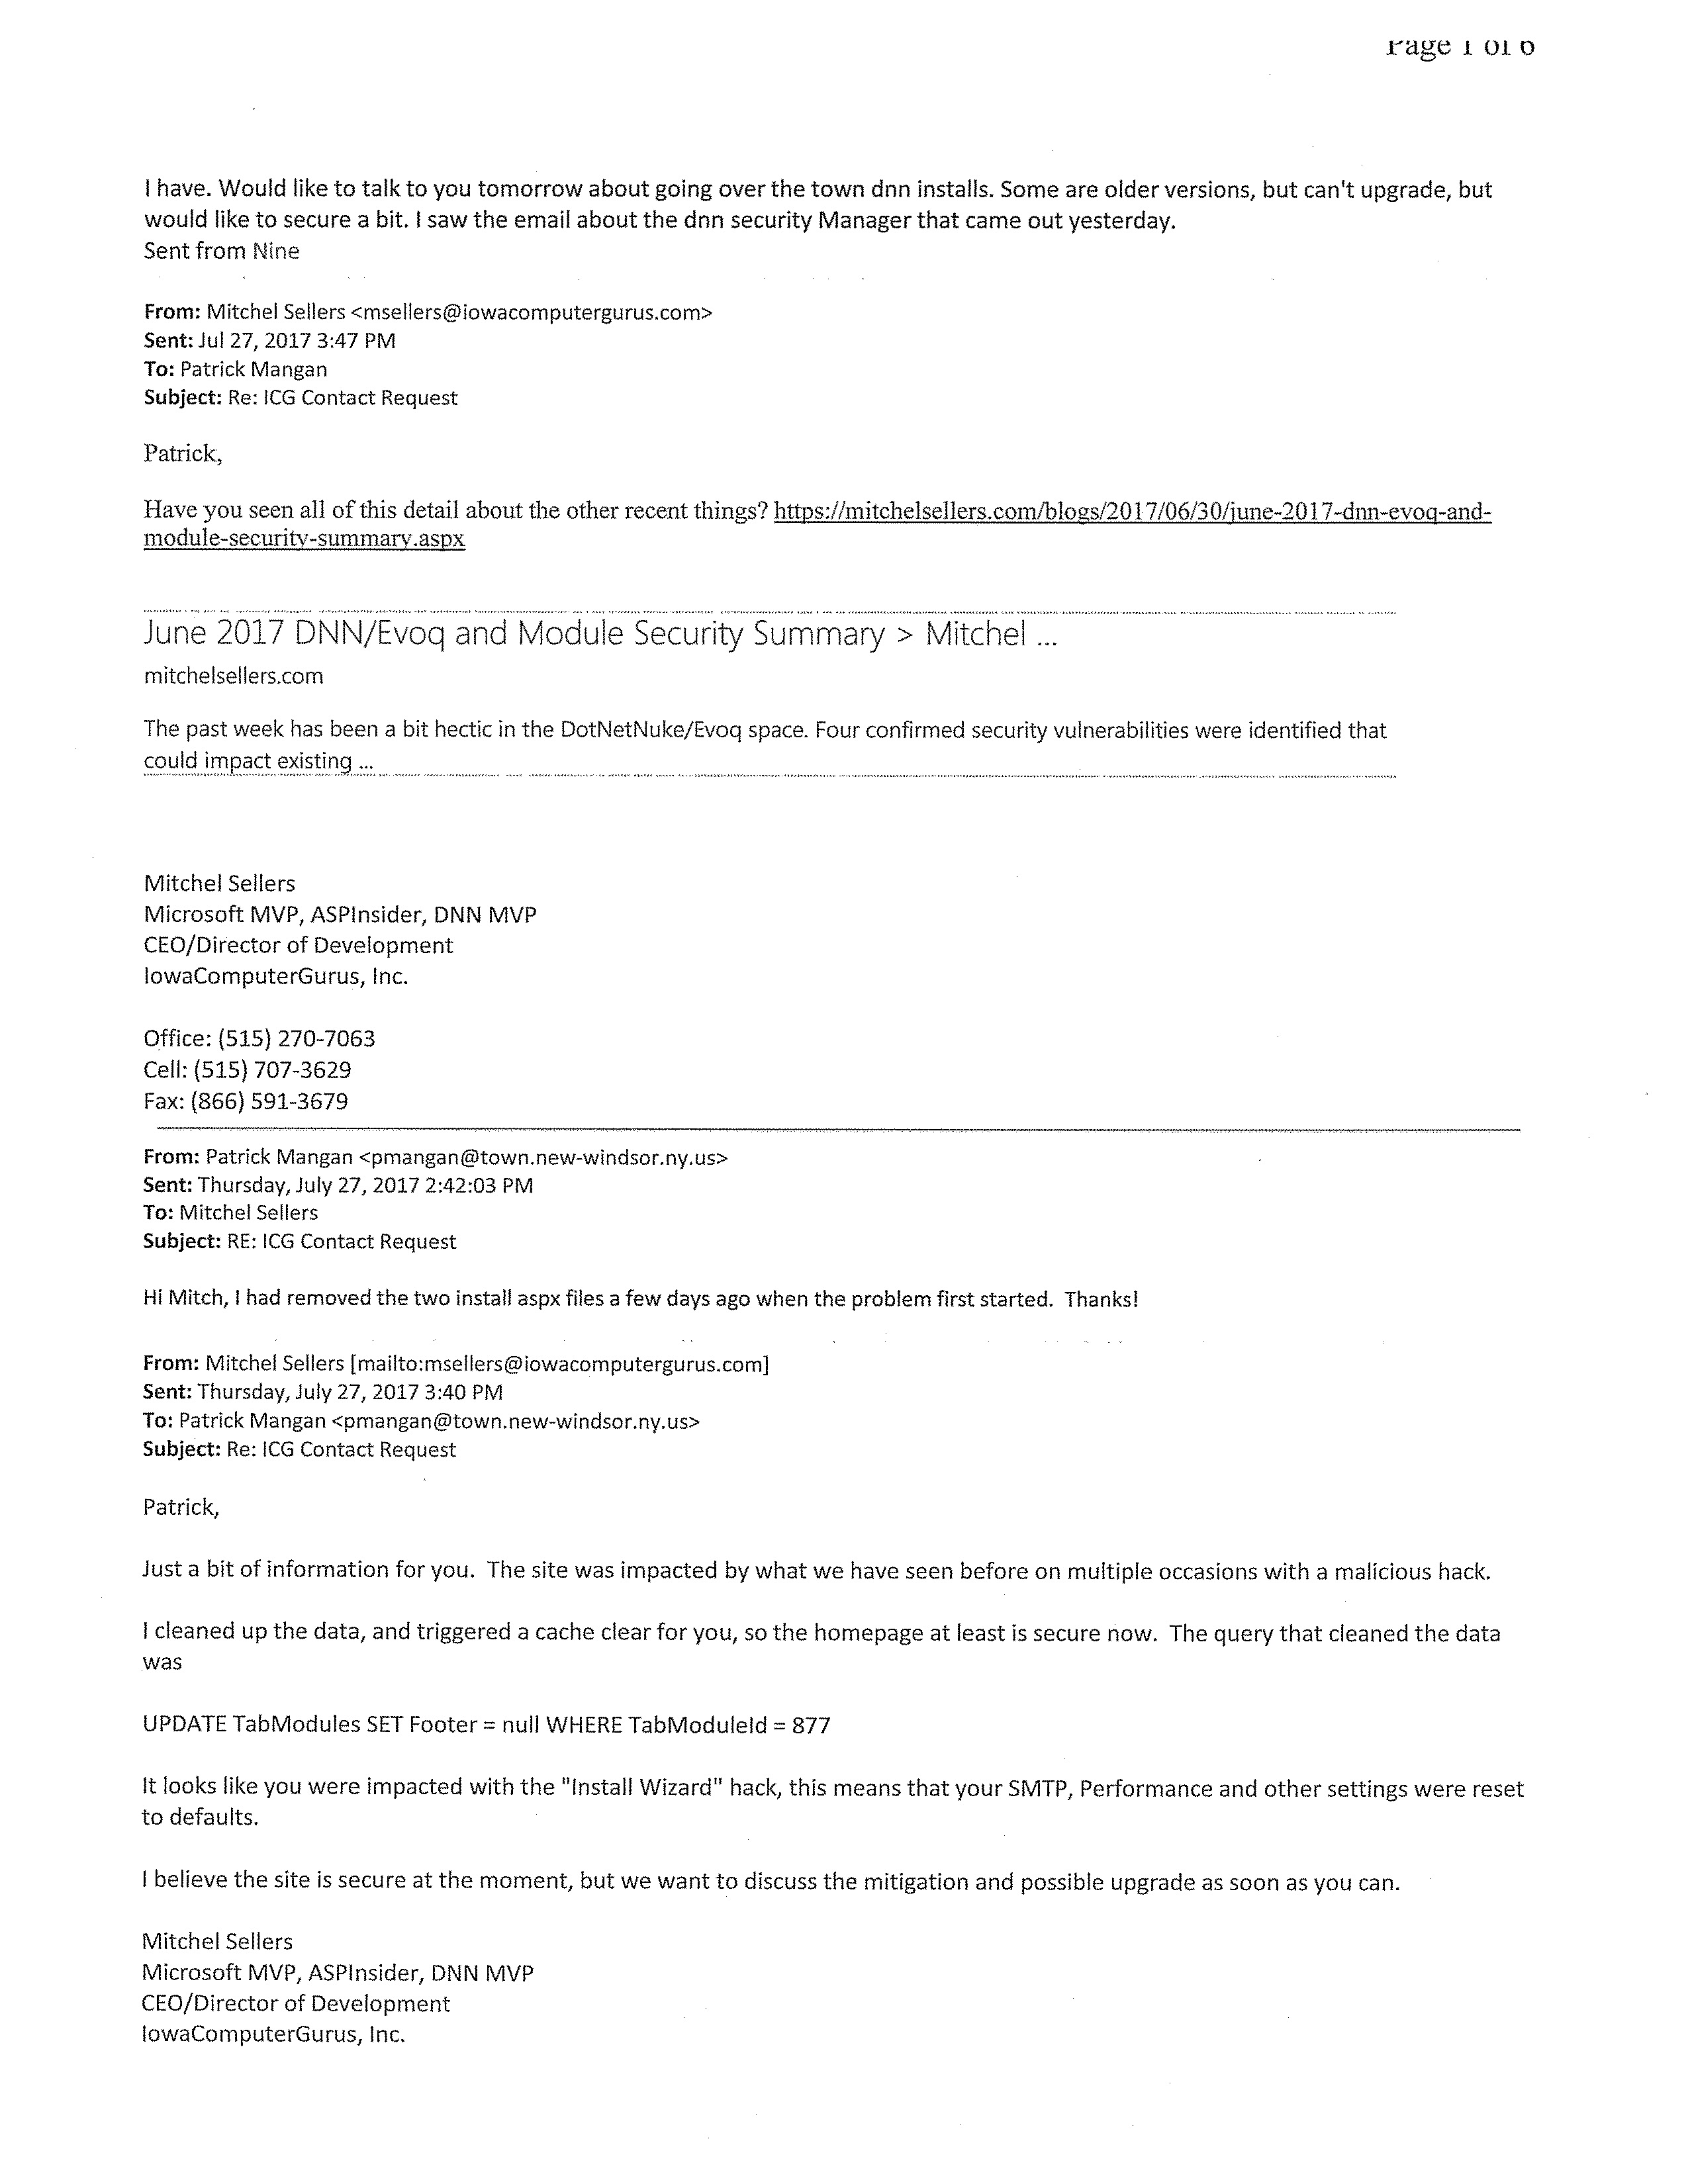 Page 1 of 6
I have. Would like to talk to you tomorrow about going over the town dnn installs. Some are older versions, but can't upgrade, but
would like to secure a bit. I saw the email about the dnn security Manager that came out yesterday.
Sent from Nine
From: Mitchel Sellers <msellers@iowacomputergurus.com>
Sent: Jul 27, 2017 3:47 PM
To: Patrick Mangan
Subject: Re: ICG Contact Request
Patrick,
Have you seen all of this detail about the other recent things? https://mitchelsellers.com/blogs/2017/06/30/june-2017-dnn-evoq-and-
module-security-summary.aspx
June 2017 DNN/Evoq and Module Security Summary > Mitchel ...
mitchelsellers.com
The past week has been a bit hectic in the DotNetNuke/Evoq space. Four confirmed security vulnerabilities were identified that
could impact existing ...
Mitchel Sellers
Microsoft MVP, ASPInsider, DNN MVP
CEO/Director of Development
IowaComputerGurus, Inc.
Office: (515) 270-7063
Cell: (515) 707-3629
Fax: (866) 591-3679
From: Patrick Mangan <pmangan@town.new-windsor.ny.us>
Sent: Thursday, July 27, 2017 2:42:03 PM
To: Mitchel Sellers
Subject: RE: ICG Contact Request
Hi Mitch, I had removed the two install aspx files a few days ago when the problem first started.  Thanks!
From: Mitchel Sellers [mailto:msellers@iowacomputergurus.com]
Sent: Thursday, July 27, 2017 3:40 PM
To: Patrick Mangan <pmangan@town.new-windsor.ny.us>
Subject: Re: ICG Contact Request
Patrick,
Just a bit of information for you.  The site was impacted by what we have seen before on multiple occasions with a malicious hack.
I cleaned up the data, and triggered a cache clear for you, so the homepage at least is secure now.  The query that cleaned the data
was
UPDATE TabModules SET Footer = null WHERE TabModuleId = 877
It looks like you were impacted with the "Install Wizard" hack, this means that your SMTP, Performance and other settings were reset
to defaults.
I believe the site is secure at the moment, but we want to discuss the mitigation and possible upgrade as soon as you can.
Mitchel Sellers
Microsoft MVP, ASPInsider, DNN MVP
CEO/Director of Development
IowaComputerGurus, Inc.